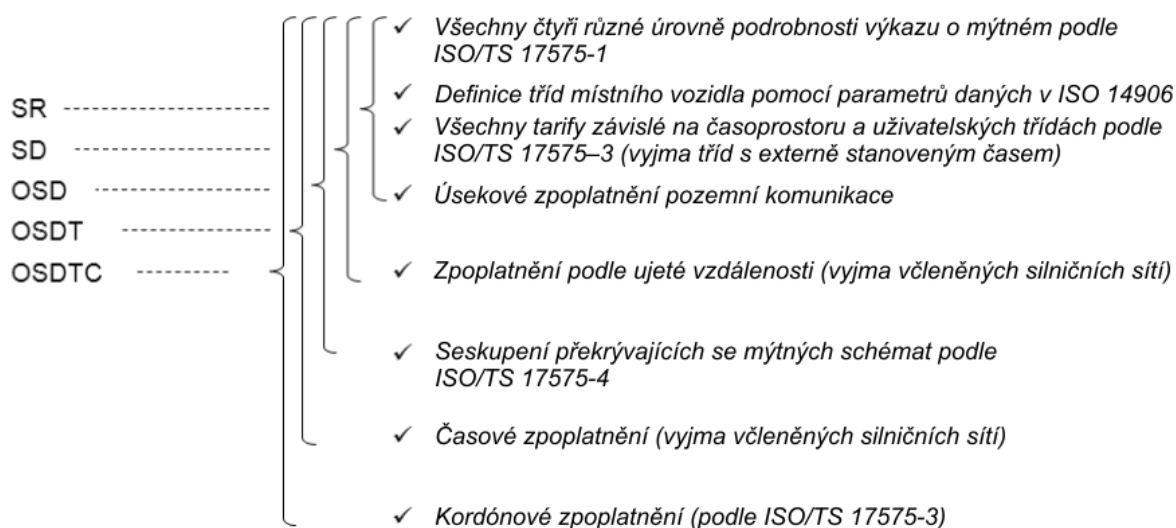 SR
SD
OSD
OSDT
OSDTC
✓ Všechny čtyři různé úrovně podrobnosti výkazu o mýtném podle
ISO/TS 17575-1
✓ Definice tříd místního vozidla pomocí parametrů daných v ISO 14906
✓ Všechny tarify závislé na časoprostoru a uživatelských třídách podle
ISO/TS 17575–3 (vyjma tříd s externě stanoveným časem)
✓ Úsekové zpoplatnění pozemní komunikace
✓ Zpoplatnění podle ujeté vzdálenosti (vyjma včleněných silničních sítí)
✓ Seskupení překrývajících se mýtných schémat podle
ISO/TS 17575-4
✓ Časové zpoplatnění (vyjma včleněných silničních sítí)
✓ Kordónové zpoplatnění (podle ISO/TS 17575-3)